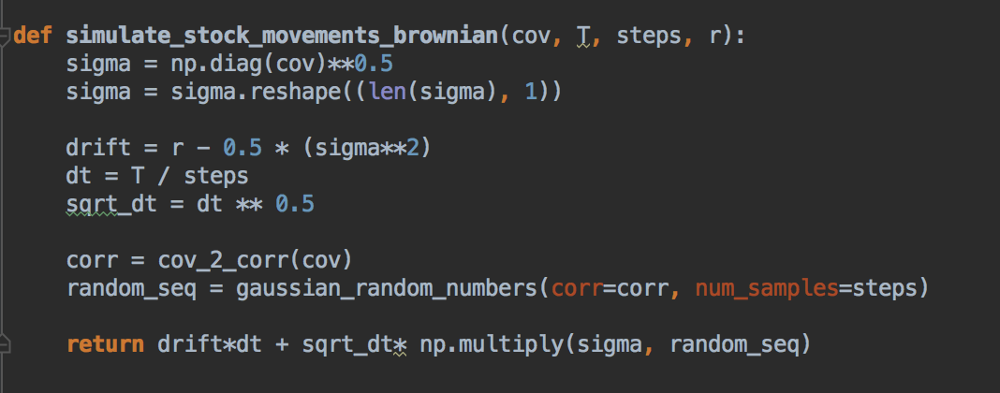 def simulate_stock_movements_brownian(cov, T, steps, r):
    sigma = np.diag(cov)**0.5
    sigma = sigma.reshape((len(sigma), 1))

    drift = r - 0.5 * (sigma**2)
    dt = T / steps
    sqrt_dt = dt ** 0.5

    corr = cov_2_corr(cov)
    random_seq = gaussian_random_numbers(corr=corr, num_samples=steps)

    return drift*dt + sqrt_dt* np.multiply(sigma, random_seq)